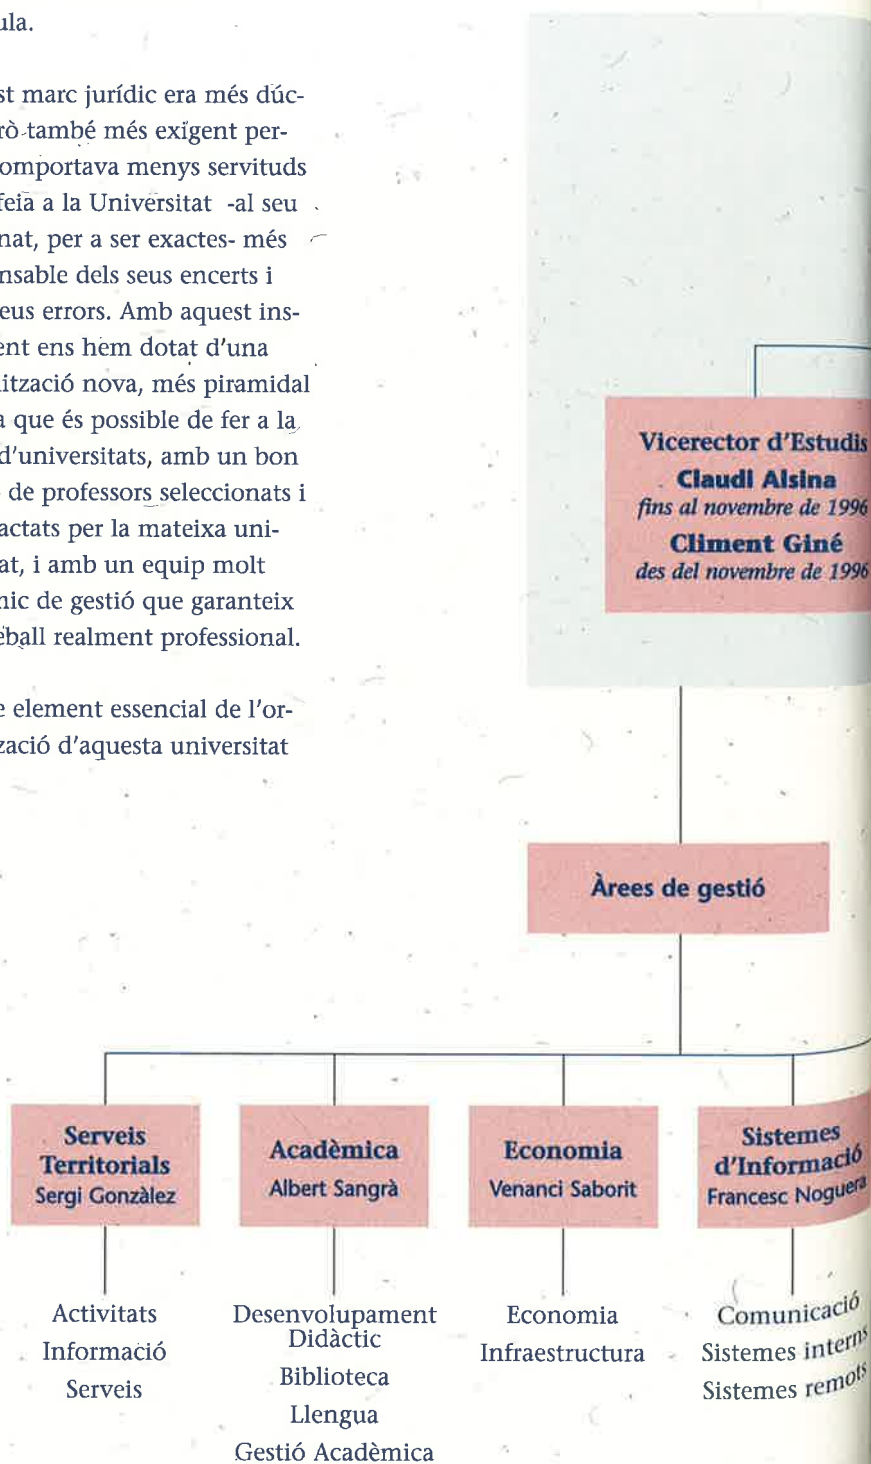 ula.
st marc jurídic era més dúc-
rò també més exigent per-
omportava menys servituds
feia a la Universitat -al seu
nat, per a ser exactes- més
nsable dels seus encerts i
eus errors. Amb aquest ins-
ent ens hem dotat d'una
nització nova, més piramidal
a que és possible de fer a la
d'universitats, amb un bon
de professors seleccionats i
actats per la mateixa uni-
at, i amb un equip molt
nic de gestió que garanteix
eball realment professional.
e element essencial de l'or-
zació d'aquesta universitat
Vicerector d'Estudis
Claudi Alsina
fins al novembre de 1996
Climent Giné
des del novembre de 1996
Àrees de gestió
Serveis
Territorials
Sergi Gonzàlez
Activitats
Informació
Serveis
Acadèmica
Albert Sangrà
Desenvolupament
Didàctic
Biblioteca
Llengua
Gestió Acadèmica
Economia
Venanci Saborit
Economia
Infraestructura
Sistemes
d'Informació
Francesc Noguera
Comunicació
Sistemes interns
Sistemes remots